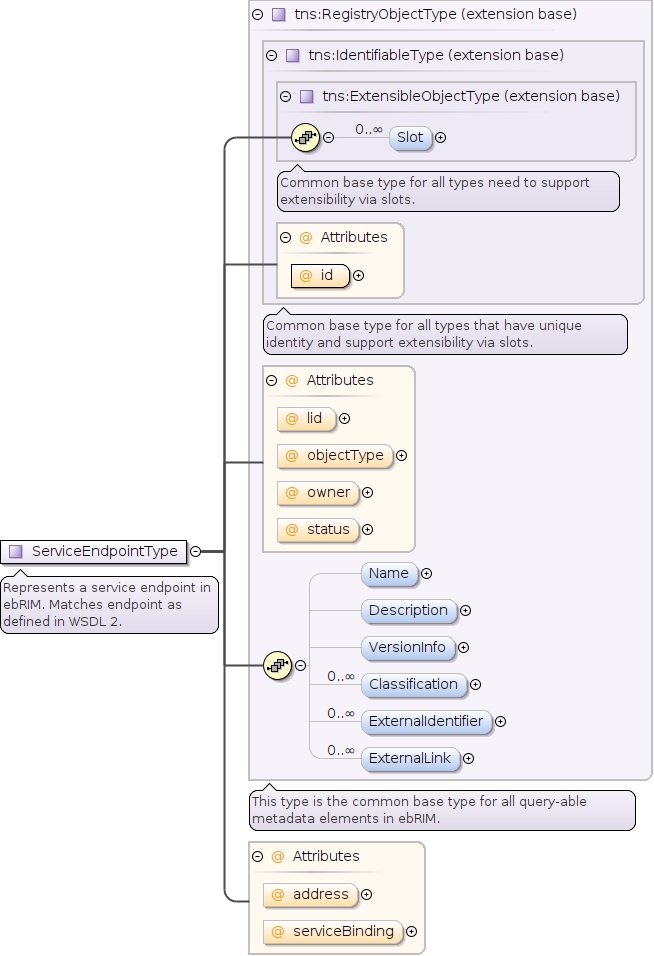 tns:RegistryObjectType (extension base)
tns:IdentifiableType (extension base)
tns:ExtensibleObjectType (extension base)
0..∞
Slot
Common base type for all types need to support
extensibility via slots.
@ Attributes
@ id
Common base type for all types that have unique
identity and support extensibility via slots.
@ Attributes
@ lid
@ objectType
@ owner
@ status
ServiceEndpointType
Represents a service endpoint in
ebRIM. Matches endpoint as
defined in WSDL 2.
Name
Description
VersionInfo
0..∞
Classification
0..∞
ExternalIdentifier
0..∞
ExternalLink
This type is the common base type for all query-able
metadata elements in ebRIM.
@ Attributes
@ address
@ serviceBinding